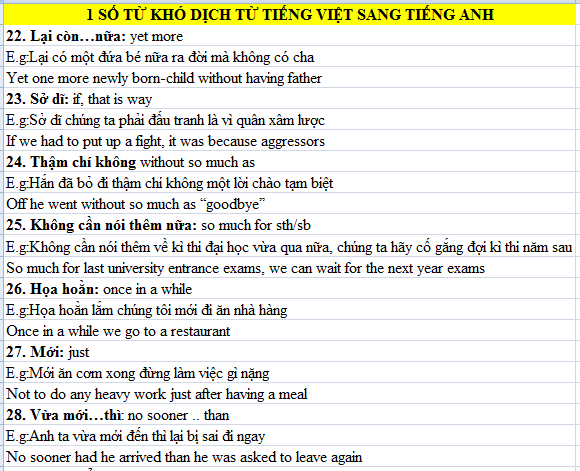 1 SỐ TỪ KHÓ DỊCH TỪ TIẾNG VIỆT SANG TIẾNG ANH
22. Lại còn…nữa: yet more
E.g:Lại có một đứa bé nữa ra đời mà không có cha
Yet one more newly born-child without having father
23. Sở dĩ: if, that is way
E.g:Sở dĩ chúng ta phải đấu tranh là vì quân xâm lược
If we had to put up a fight, it was because aggressors
24. Thậm chí không without so much as
E.g:Hắn đã bỏ đi thậm chí không một lời chào tạm biệt
Off he went without so much as “goodbye”
25. Không cần nói thêm nữa: so much for sth/sb
E.g:Không cần nói thêm về kì thi đại học vừa qua nữa, chúng ta hãy cố gắng đợi kì thi năm sau
So much for last university entrance exams, we can wait for the next year exams
26. Họa hoằn: once in a while
E.g:Họa hoằn lắm chúng tôi mới đi ăn nhà hàng
Once in a while we go to a restaurant
27. Mới: just
E.g:Mới ăn cơm xong đừng làm việc gì nặng
Not to do any heavy work just after having a meal
28. Vừa mới…thì: no sooner .. than
E.g:Anh ta vừa mới đến thì lại bị sai đi ngay
No sooner had he arrived than he was asked to leave again